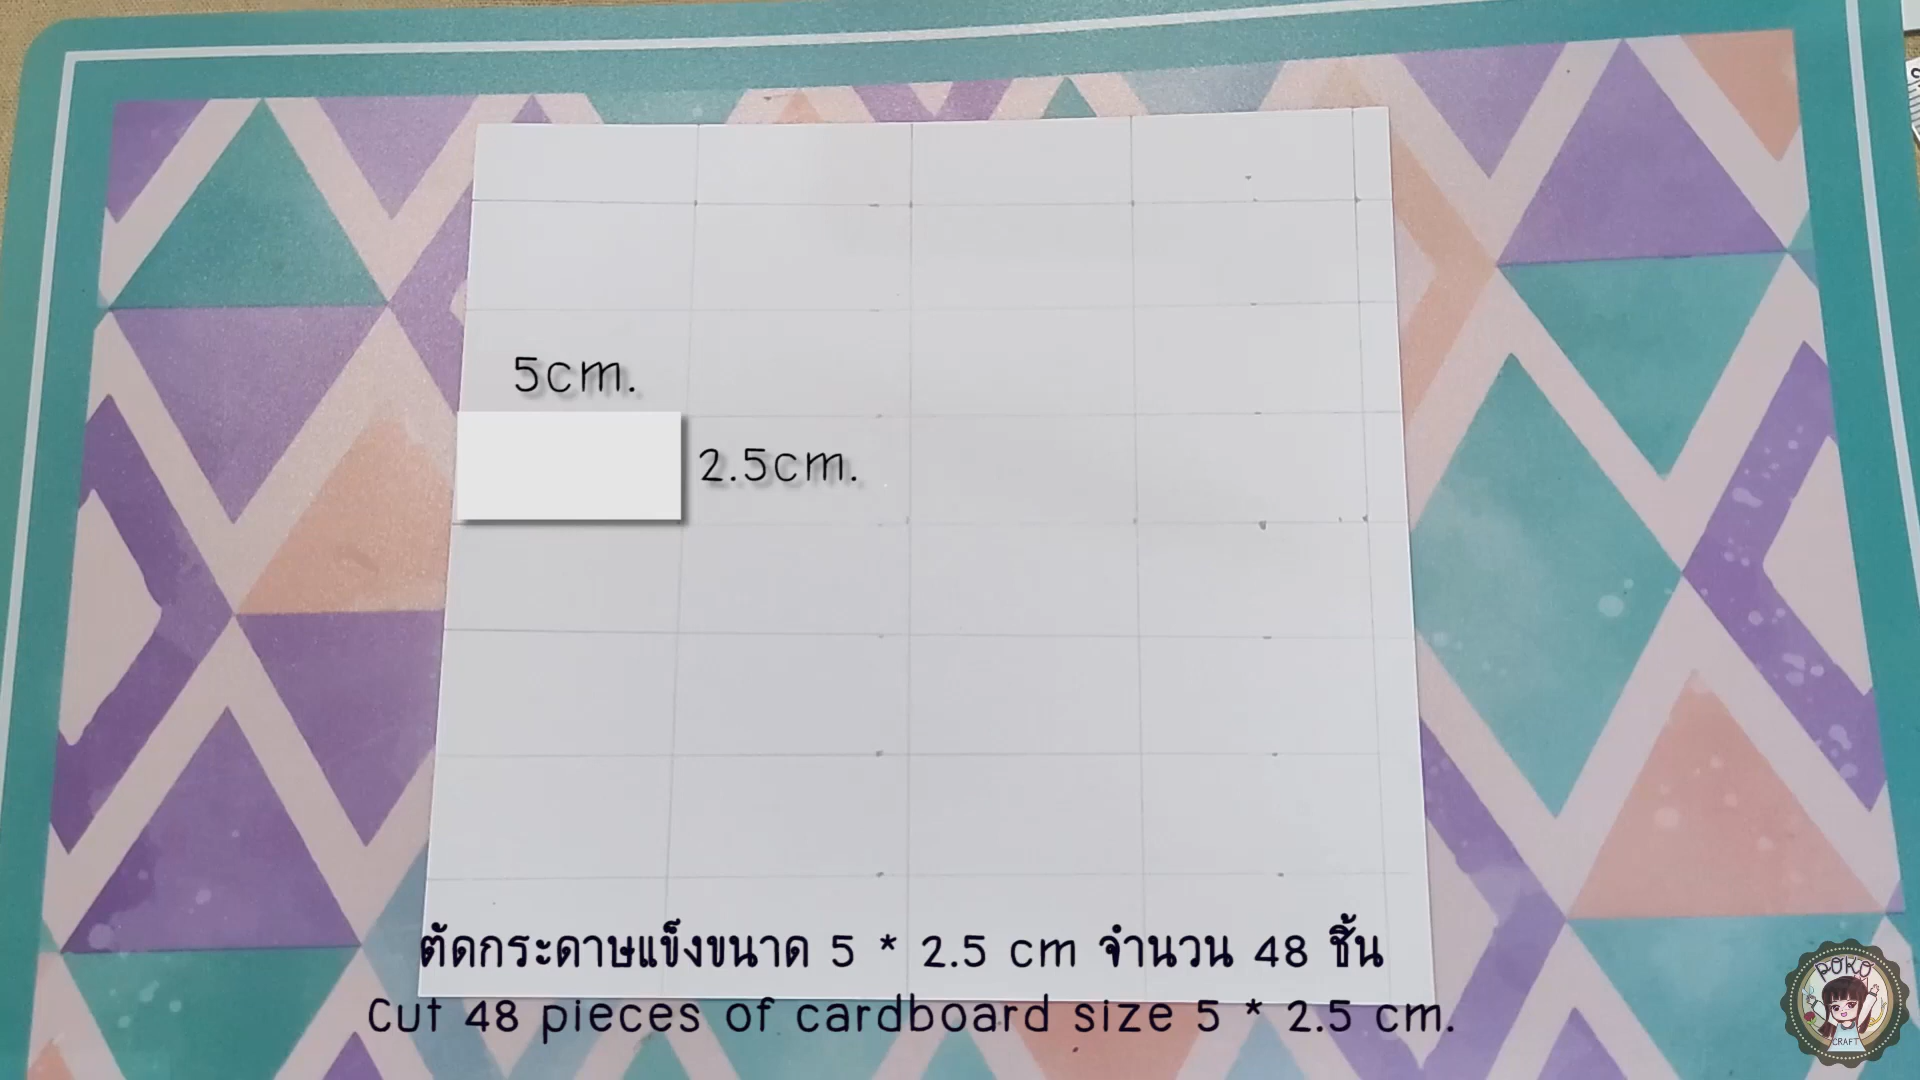 5cm.
2.5cm.
ตัดกระดาษแข็งขนาด 5 * 2.5 cm จำนวน 48 ชิ้น
Cut 48 pieces of cardboard size 5 * 2.5 cm.
POKO
CRAFT